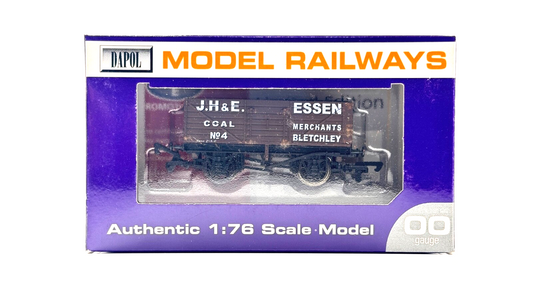 DAPOL
MODEL RAILWAYS
J.H & E. ESSEN
COAL MERCHANTS
No4 BLETCHLEY
Authentic 1:76 Scale Model
OO
gauge